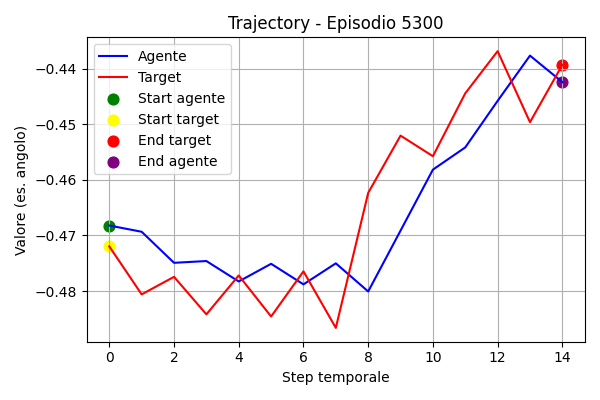 Trajectory - Episodio 5300
Agente
Target
Start agente
Start target
End target
End agente
Valore (es. angolo)
−0.44
−0.45
−0.46
−0.47
−0.48
0 2 4 6 8 10 12 14
Step temporale